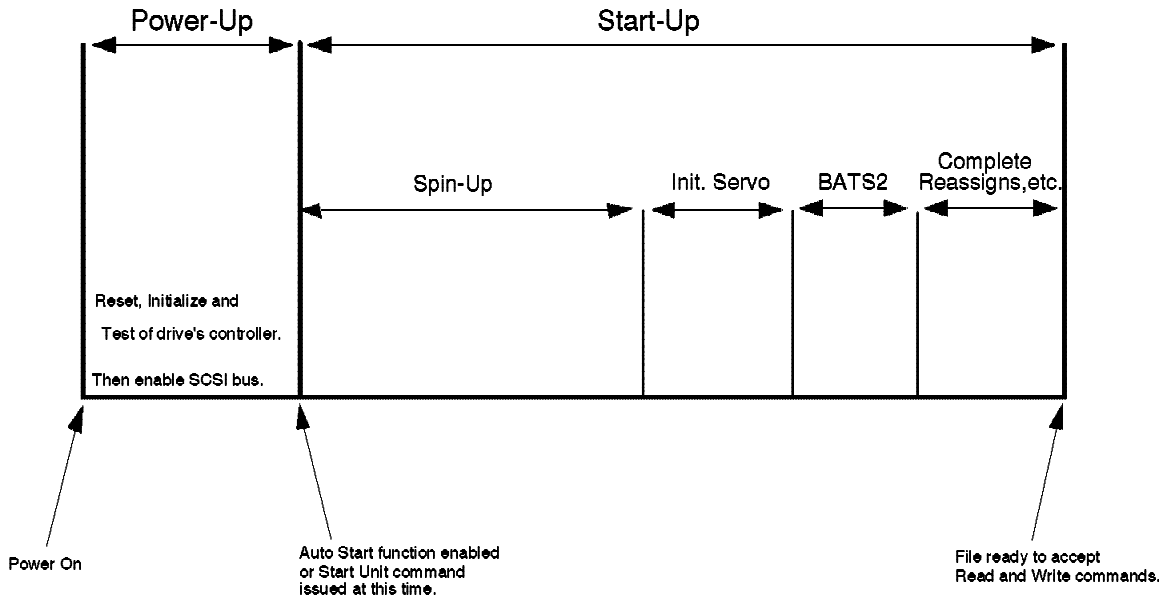 Power-Up
Start-Up
Spin-Up
Init. Servo
BATS2
Complete
Reassigns,etc.
Reset, Initialize and
Test of drive's controller.
Then enable SCSI bus.
Power On
Auto Start function enabled
or Start Unit command
issued at this time.
File ready to accept
Read and Write commands.